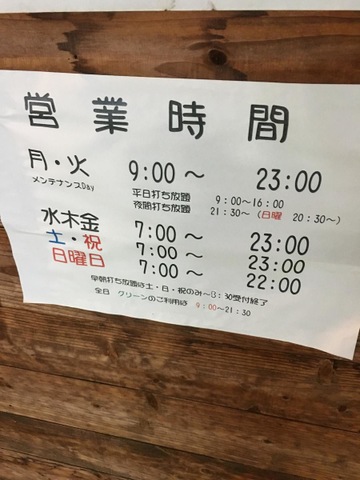 営業時間
月・火 9:00～ 23:00
メンテナンスDay
平日打ち放題 9:00~16:00
夜間打ち放題 21:30~(日曜 20:30~)
水木金 7:00～ 23:00
土・祝 7:00～ 23:00
日曜日 7:00～ 22:00
早朝打ち放題は土・日・祝のみ~8:30受付終了
全日 グリーンのご利用は 9:00~21:30